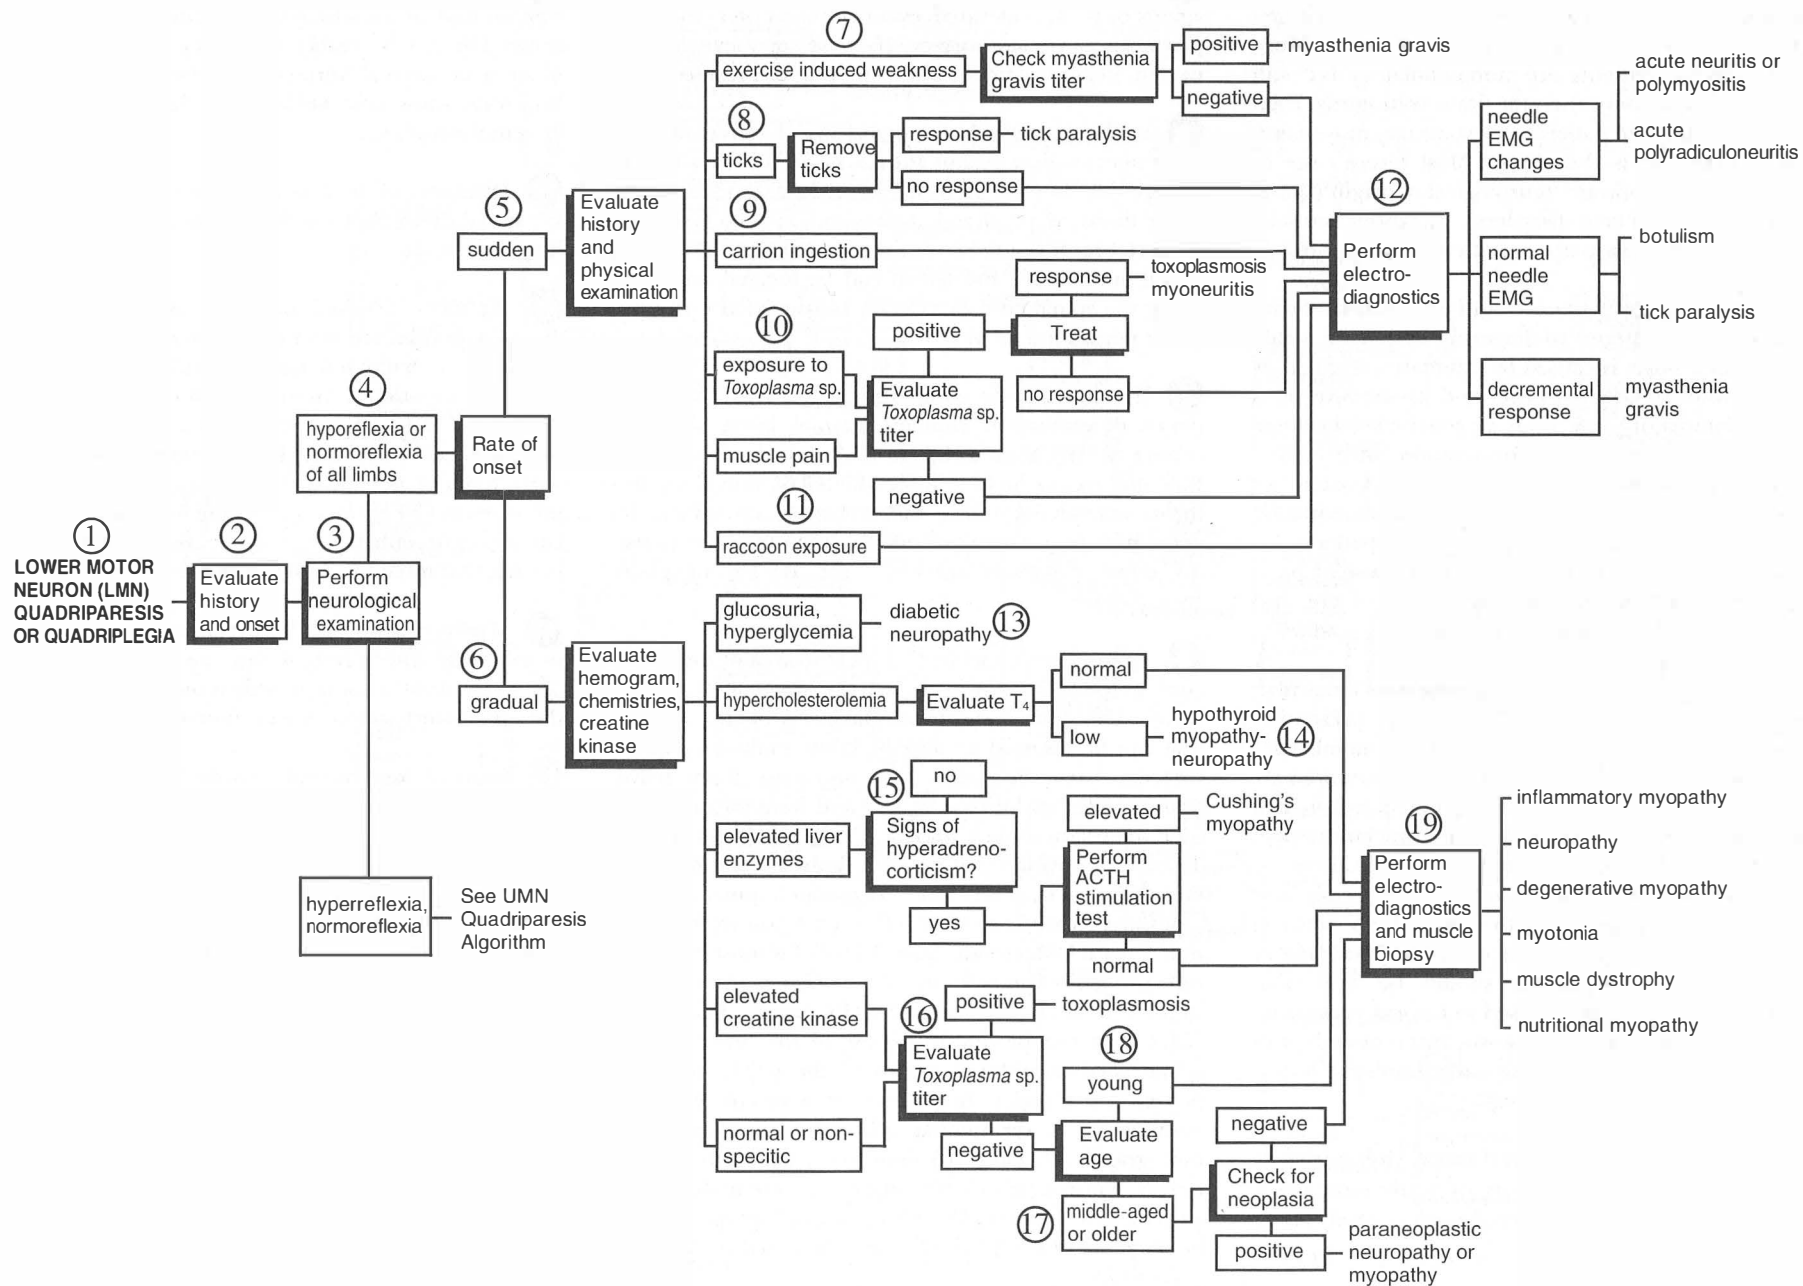 1
LOWER MOTOR
NEURON (LMN)
QUADRIPARESIS
OR QUADRIPLEGIA
2
Evaluate
history
and onset
3
Perform
neurological
examination
4
hyporeflexia or
normoreflexia
of all limbs
Rate of
onset
hyperreflexia,
normoreflexia
See UMN
Quadriparesis
Algorithm
5
sudden
Evaluate
history
and
physical
examination
7
exercise induced weakness
Check myasthenia
gravis titer
positive
myasthenia gravis
negative
8
ticks
Remove
ticks
response
tick paralysis
no response
9
carrion ingestion
10
exposure to
Toxoplasma sp.
muscle pain
Evaluate
Toxoplasma sp.
titer
positive
Treat
response
toxoplasmosis
myoneuritis
no response
negative
11
raccoon exposure
12
Perform
electro-
diagnostics
needle
EMG
changes
acute neuritis or
polymyositis
acute
polyradiculoneuritis
normal
needle
EMG
botulism
tick paralysis
decremental
response
myasthenia
gravis
6
gradual
Evaluate
hemogram,
chemistries,
creatine
kinase
glucosuria,
hyperglycemia
diabetic
neuropathy
13
hypercholesterolemia
Evaluate T4
normal
low
hypothyroid
myopathy-
neuropathy
14
elevated liver
enzymes
15
Signs of
hyperadreno-
corticism?
no
yes
Perform
ACTH
stimulation
test
elevated
Cushing's
myopathy
normal
elevated
creatine kinase
normal or non-
specitic
16
Evaluate
Toxoplasma sp.
titer
positive
toxoplasmosis
negative
Evaluate
age
18
young
17
middle-aged
or older
Check for
neoplasia
negative
positive
paraneoplastic
neuropathy or
myopathy
19
Perform
electro-
diagnostics
and muscle
biopsy
inflammatory myopathy
neuropathy
degenerative myopathy
myotonia
muscle dystrophy
nutritional myopathy